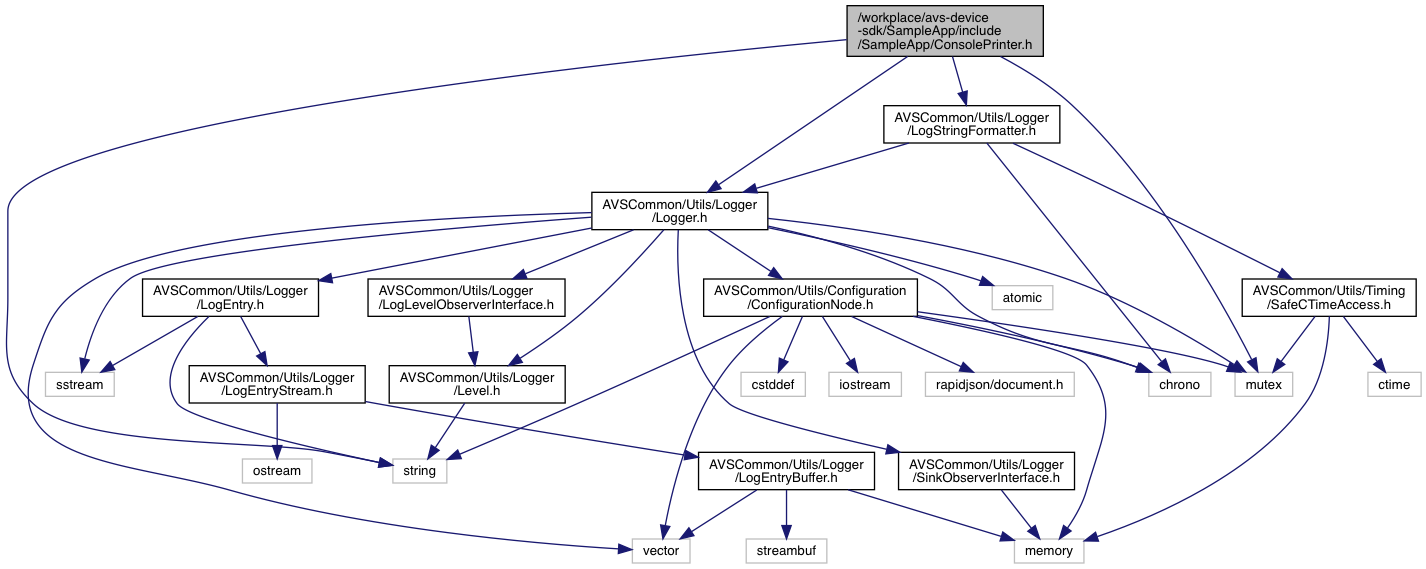 /workplace/avs-device
-sdk/SampleApp/include
/SampleApp/ConsolePrinter.h
AVSCommon/Utils/Logger
/LogStringFormatter.h
AVSCommon/Utils/Logger
/Logger.h
AVSCommon/Utils/Logger
/LogEntry.h
AVSCommon/Utils/Logger
/LogLevelObserverInterface.h
AVSCommon/Utils/Configuration
/ConfigurationNode.h
atomic
AVSCommon/Utils/Timing
/SafeCTimeAccess.h
sstream
AVSCommon/Utils/Logger
/LogEntryStream.h
AVSCommon/Utils/Logger
/Level.h
cstddef
iostream
rapidjson/document.h
chrono
mutex
ctime
ostream
string
AVSCommon/Utils/Logger
/LogEntryBuffer.h
AVSCommon/Utils/Logger
/SinkObserverInterface.h
vector
streambuf
memory